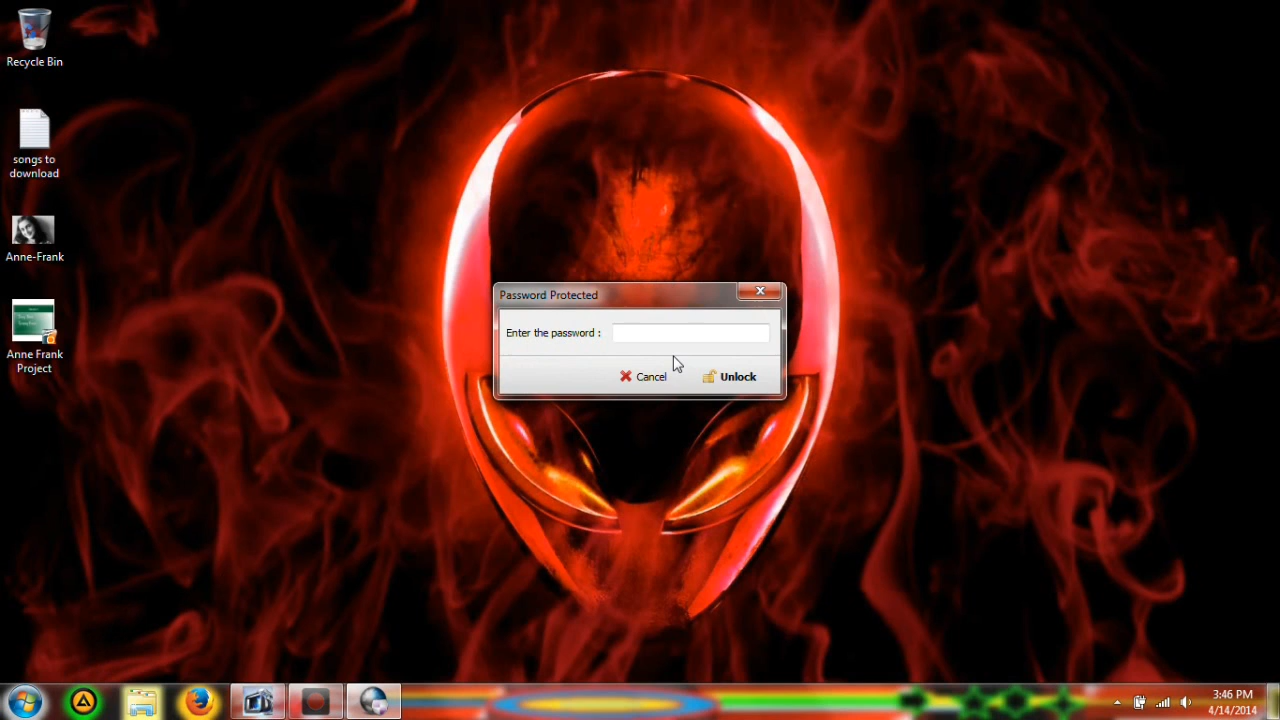 Recycle Bin
songs to
download
Anne-Frank
Anne Frank
Project
Password Protected
Enter the password :
Cancel
Unlock
3:46 PM
4/14/2014